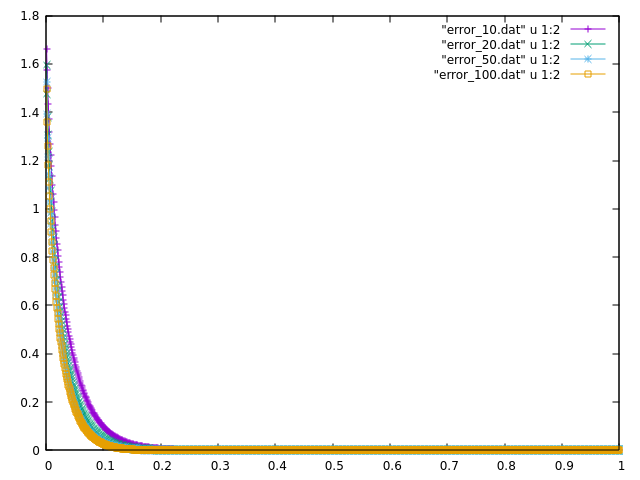 1.8
1.6
1.4
1.2
1
0.8
0.6
0.4
0.2
0
0 0.1 0.2 0.3 0.4 0.5 0.6 0.7 0.8 0.9 1
"error_10.dat" u 1:2
"error_20.dat" u 1:2
"error_50.dat" u 1:2
"error_100.dat" u 1:2